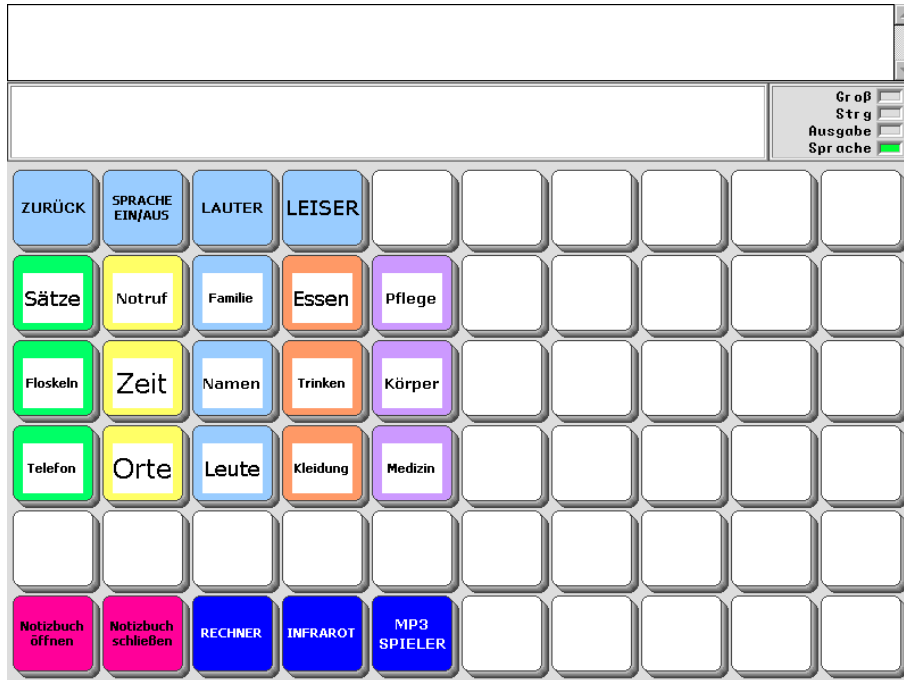 Groß
Strg
Ausgabe
Sprache
ZURÜCK
SPRACHE
EIN/AUS
LAUTER
LEISER
Sätze
Notruf
Familie
Essen
Pflege
Floskeln
Zeit
Namen
Trinken
Körper
Telefon
Orte
Leute
Kleidung
Medizin
Notizbuch
öffnen
Notizbuch
schließen
RECHNER
INFRAROT
MP3
SPIELER